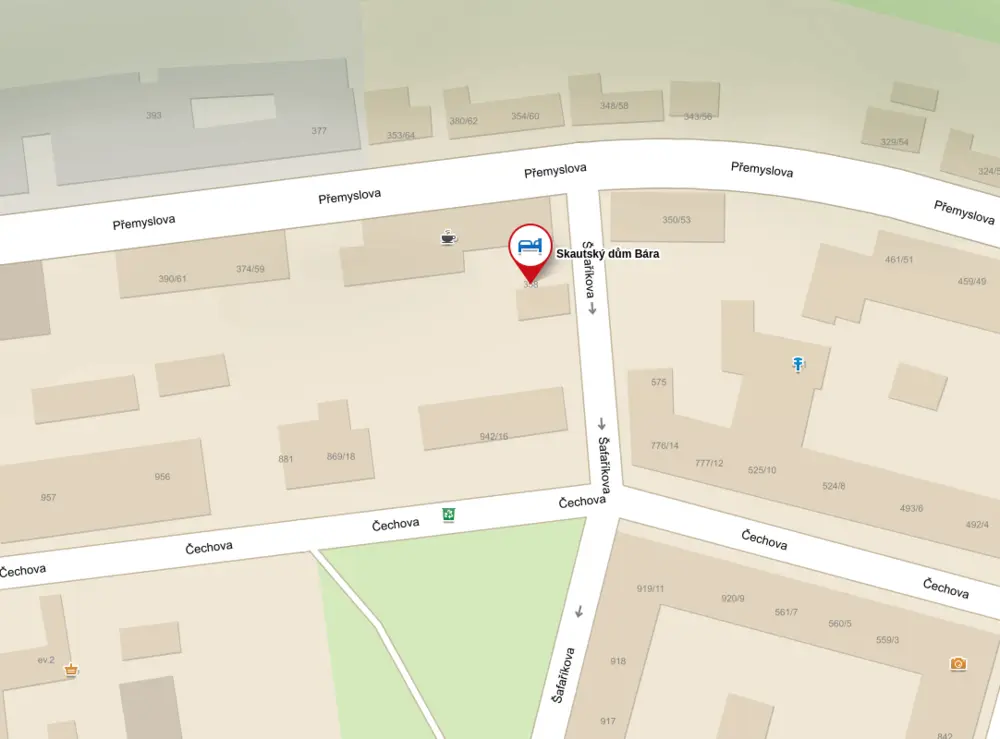 393
377
353/64
380/62
354/60
348/58
343/56
329/54
Přemyslova
Přemyslova
Přemyslova
Přemyslova
Přemyslova
350/53
390/61
374/59
Skautský dům Bára
Šafaříkova
461/51
459/49
575
942/16
776/14
777/12
525/10
524/8
493/6
492/4
881
869/18
956
957
Šafaříkova
Čechova
Čechova
Čechova
Čechova
Čechova
Čechova
919/11
920/9
561/7
560/5
559/3
ev.2
918
917
842
Šafaříkova